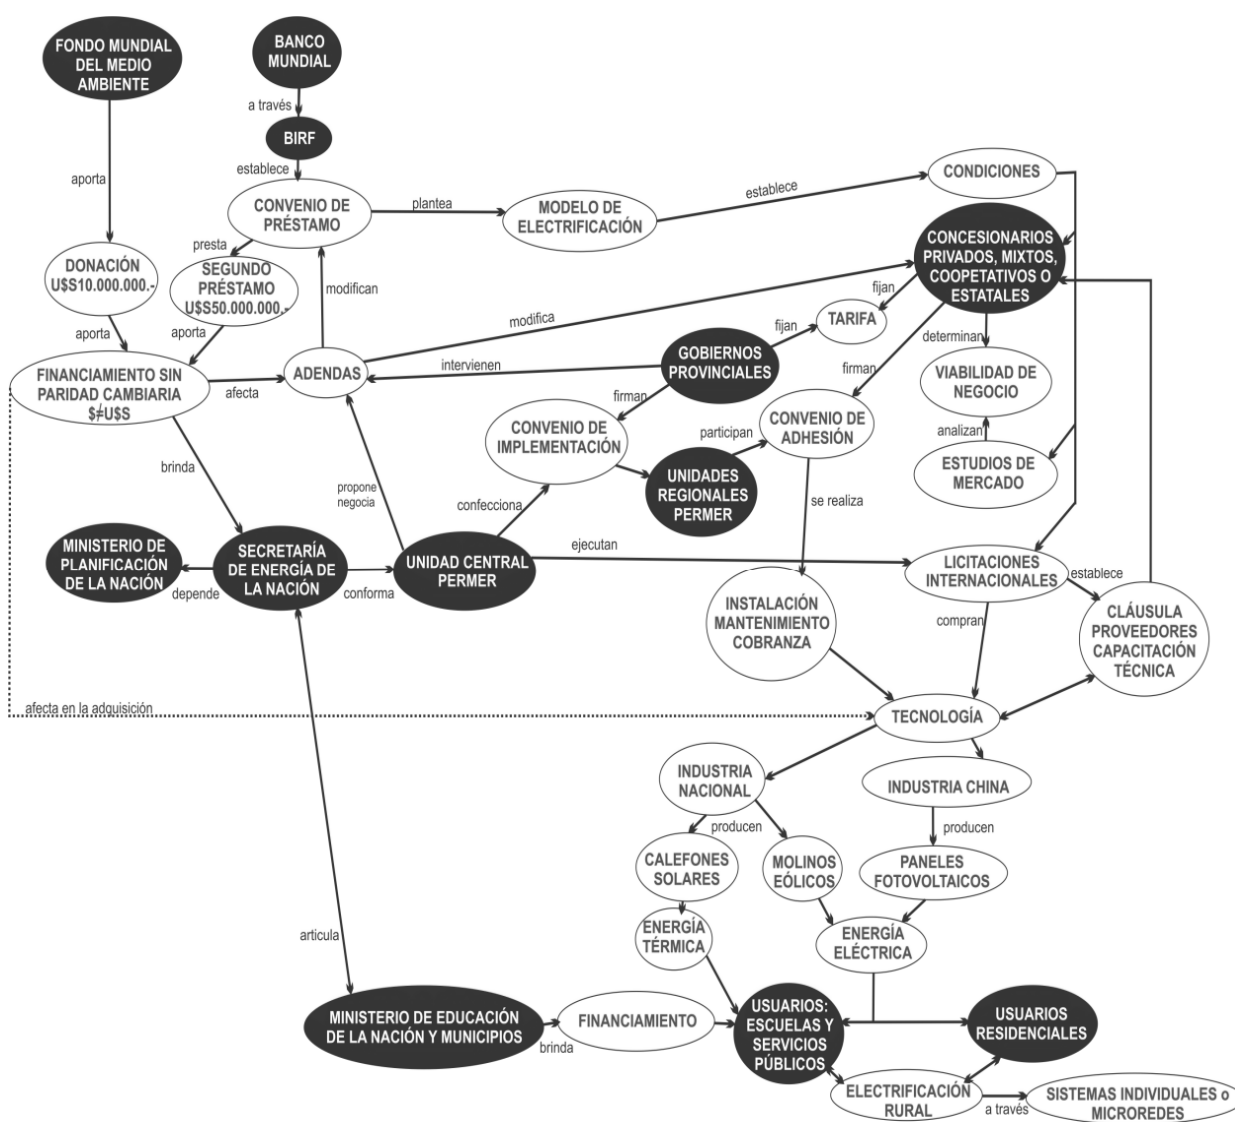 FONDO MUNDIAL
DEL MEDIO
AMBIENTE
BANCO
MUNDIAL
a través
BIRF
establece
aporta
CONVENIO DE
PRÉSTAMO
plantea
MODELO DE
ELECTRIFICACIÓN
establece
CONDICIONES
presta
DONACIÓN
U$S10.000.000.-
SEGUNDO
PRÉSTAMO
U$S50.000.000.-
modifican
CONCESIONARIOS
PRIVADOS, MIXTOS,
COOPETATIVOS O
ESTATALES
fijan
modifica
TARIFA
aporta
aporta
fijan
determinan
FINANCIAMIENTO SIN
PARIDAD CAMBIARIA
$≠U$S
afecta
ADENDAS
intervienen
GOBIERNOS
PROVINCIALES
firman
firman
VIABILIDAD DE
NEGOCIO
CONVENIO DE
IMPLEMENTACIÓN
participan
CONVENIO DE
ADHESIÓN
analizan
ESTUDIOS DE
MERCADO
brinda
propone
negocia
confecciona
UNIDADES
REGIONALES
PERMER
se realiza
MINISTERIO DE
PLANIFICACIÓN
DE LA NACIÓN
depende
SECRETARÍA
DE ENERGÍA DE
LA NACIÓN
conforma
UNIDAD CENTRAL
PERMER
ejecutan
LICITACIONES
INTERNACIONALES
establece
INSTALACIÓN
MANTENIMIENTO
COBRANZA
compran
CLÁUSULA
PROVEEDORES
CAPACITACIÓN
TÉCNICA
afecta en la adquisición
TECNOLOGÍA
INDUSTRIA
NACIONAL
INDUSTRIA CHINA
producen
producen
CALEFONES
SOLARES
MOLINOS
EÓLICOS
PANELES
FOTOVOLTAICOS
ENERGÍA
TÉRMICA
ENERGÍA
ELÉCTRICA
articula
MINISTERIO DE EDUCACIÓN
DE LA NACIÓN Y MUNICIPIOS
brinda
FINANCIAMIENTO
USUARIOS:
ESCUELAS Y
SERVICIOS
PÚBLICOS
USUARIOS
RESIDENCIALES
ELECTRIFICACIÓN
RURAL
a través
SISTEMAS INDIVIDUALES o
MICROREDES